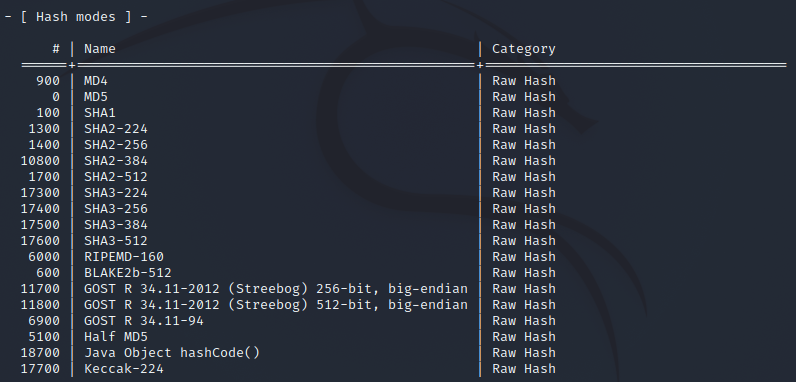 - [ Hash modes ] -
# | Name | Category
======+==================================================+======================================
900 | MD4 | Raw Hash
0 | MD5 | Raw Hash
100 | SHA1 | Raw Hash
1300 | SHA2-224 | Raw Hash
1400 | SHA2-256 | Raw Hash
10800 | SHA2-384 | Raw Hash
1700 | SHA2-512 | Raw Hash
17300 | SHA3-224 | Raw Hash
17400 | SHA3-256 | Raw Hash
17500 | SHA3-384 | Raw Hash
17600 | SHA3-512 | Raw Hash
6000 | RIPEMD-160 | Raw Hash
600 | BLAKE2b-512 | Raw Hash
11700 | GOST R 34.11-2012 (Streebog) 256-bit, big-endian | Raw Hash
11800 | GOST R 34.11-2012 (Streebog) 512-bit, big-endian | Raw Hash
6900 | GOST R 34.11-94 | Raw Hash
5100 | Half MD5 | Raw Hash
18700 | Java Object hashCode() | Raw Hash
17700 | Keccak-224 | Raw Hash